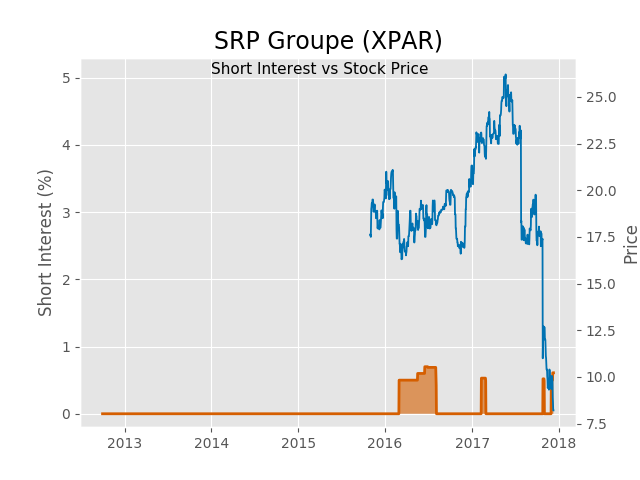 SRP Groupe (XPAR)
Short Interest vs Stock Price
Short Interest (%)
5
4
3
2
1
0
25.0
22.5
20.0
17.5
15.0
12.5
10.0
7.5
Price
2013 2014 2015 2016 2017 2018